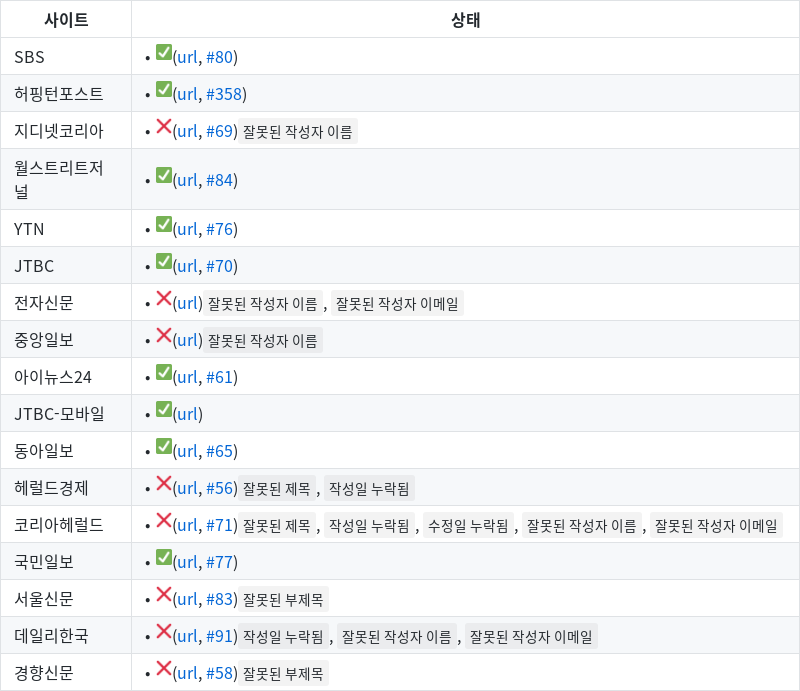 사이트 상태
SBS • ✅(url, #80)
허핑턴포스트 • ✅(url, #358)
지디넷코리아 • ❌(url, #69) 잘못된 작성자 이름
월스트리트저
널 • ✅(url, #84)
YTN • ✅(url, #76)
JTBC • ✅(url, #70)
전자신문 • ❌(url) 잘못된 작성자 이름 , 잘못된 작성자 이메일
중앙일보 • ❌(url) 잘못된 작성자 이름
아이뉴스24 • ✅(url, #61)
JTBC-모바일 • ✅(url)
동아일보 • ✅(url, #65)
헤럴드경제 • ❌(url, #56) 잘못된 제목 , 작성일 누락됨
코리아헤럴드 • ❌(url, #71) 잘못된 제목 , 작성일 누락됨 , 수정일 누락됨 , 잘못된 작성자 이름 , 잘못된 작성자 이메일
국민일보 • ✅(url, #77)
서울신문 • ❌(url, #83) 잘못된 부제목
데일리한국 • ❌(url, #91) 작성일 누락됨 , 잘못된 작성자 이름 , 잘못된 작성자 이메일
경향신문 • ❌(url, #58) 잘못된 부제목